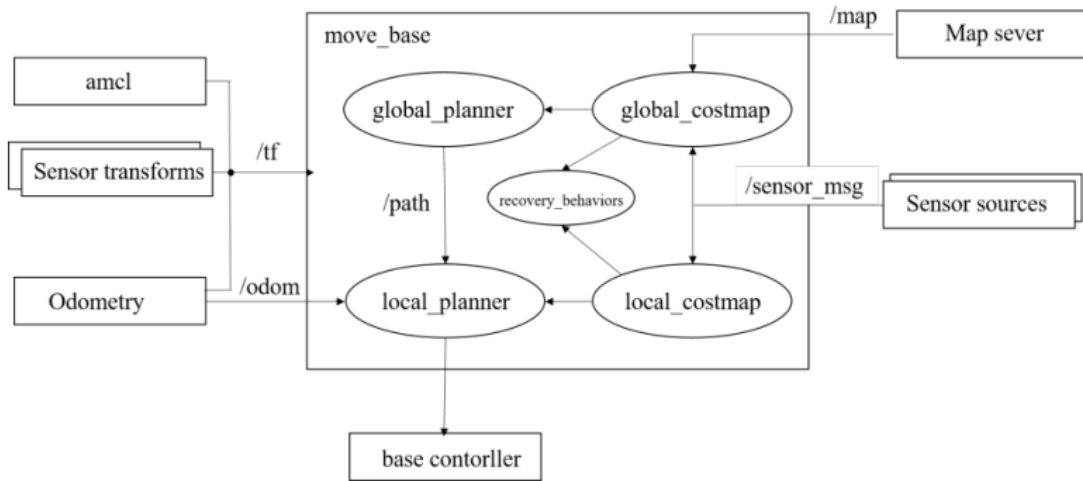 /map
move_base
Map sever
amcl
global_planner
global_costmap
/tf
Sensor transforms
/sensor_msg
/path
recovery_behaviors
Sensor sources
/odom
Odometry
local_planner
local_costmap
base contorller